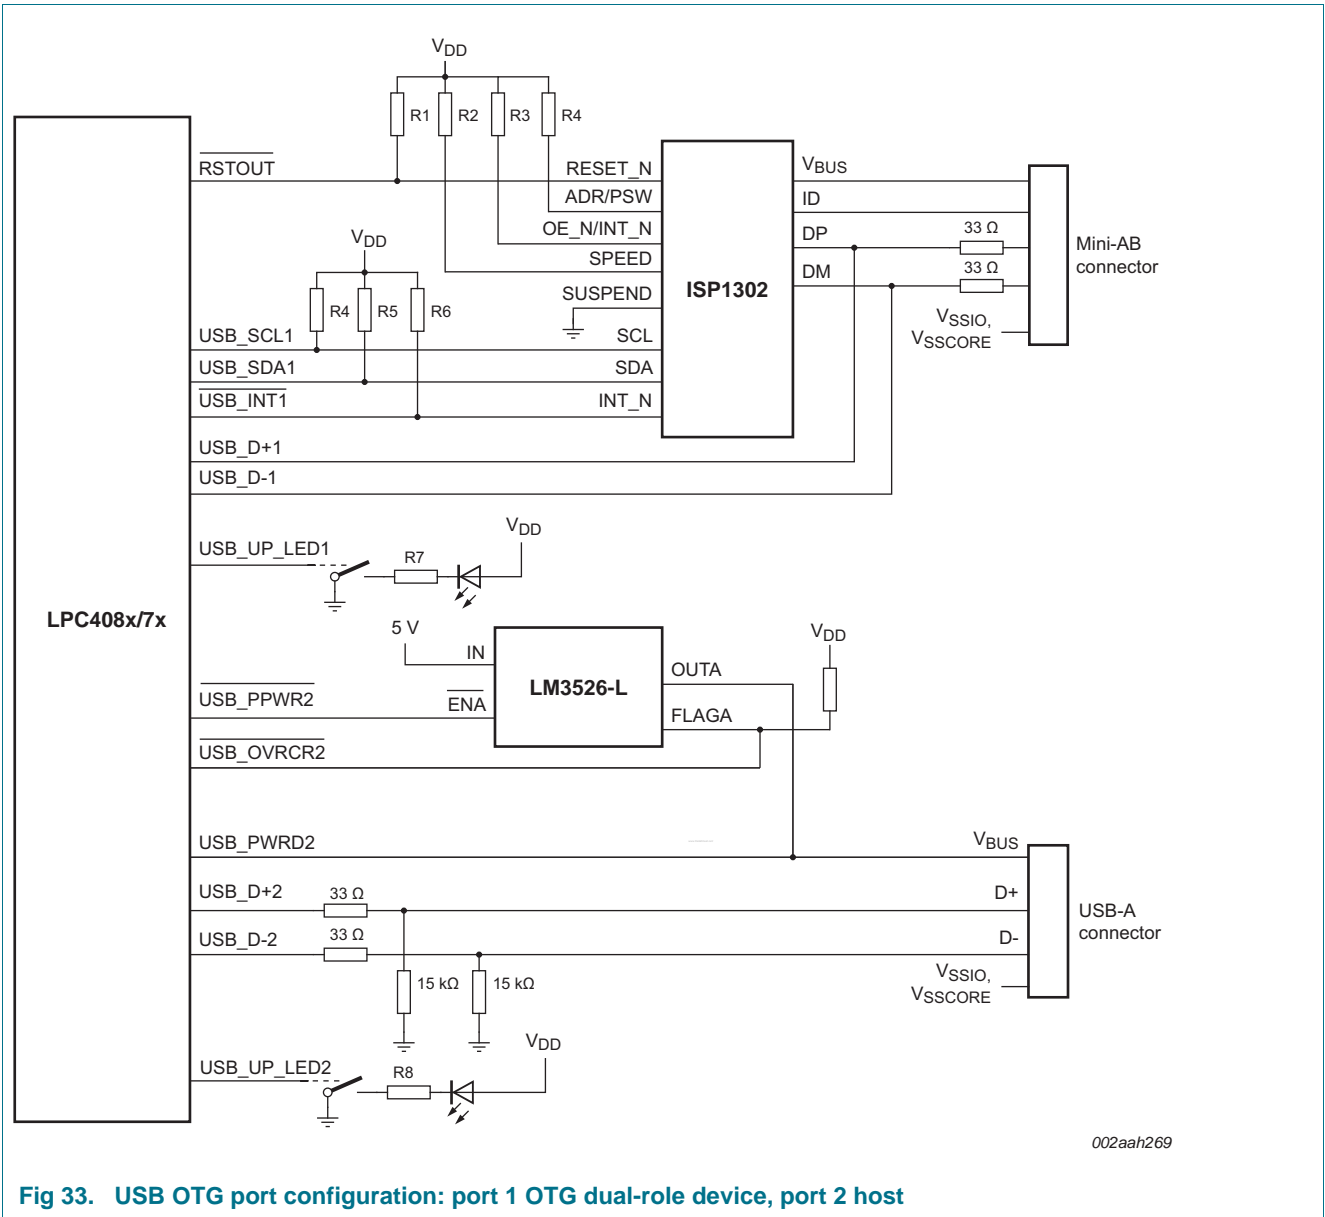 VDD
R1 R2 R3 R4
RSTOUT
RESET_N
VBUS
ADR/PSW
ID
OE_N/INT_N
DP
33 Ω
Mini-AB
connector
VDD
SPEED
DM
33 Ω
ISP1302
SUSPEND
R4 R5 R6
VSSIO,
VSSCORE
USB_SCL1
SCL
USB_SDA1
SDA
USB_INT1
INT_N
USB_D+1
USB_D-1
VDD
USB_UP_LED1
R7
LPC408x/7x
5 V
VDD
IN
OUTA
LM3526-L
USB_PPWR2
ENA
FLAGA
USB_OVRCR2
USB_PWRD2
VBUS
USB_D+2
33 Ω
D+
USB-A
connector
USB_D-2
33 Ω
D-
15 kΩ
15 kΩ
VSSIO,
VSSCORE
VDD
USB_UP_LED2
R8
002aah269
Fig 33. USB OTG port configuration: port 1 OTG dual-role device, port 2 host